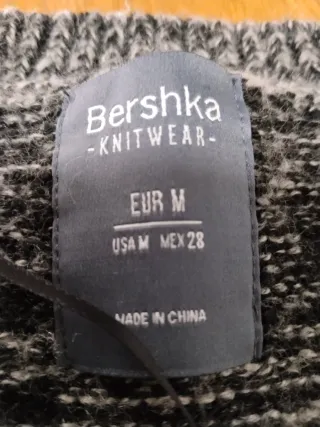 Bershka
-KNITWEAR-
EUR M
USA M MEX 28
MADE IN CHINA